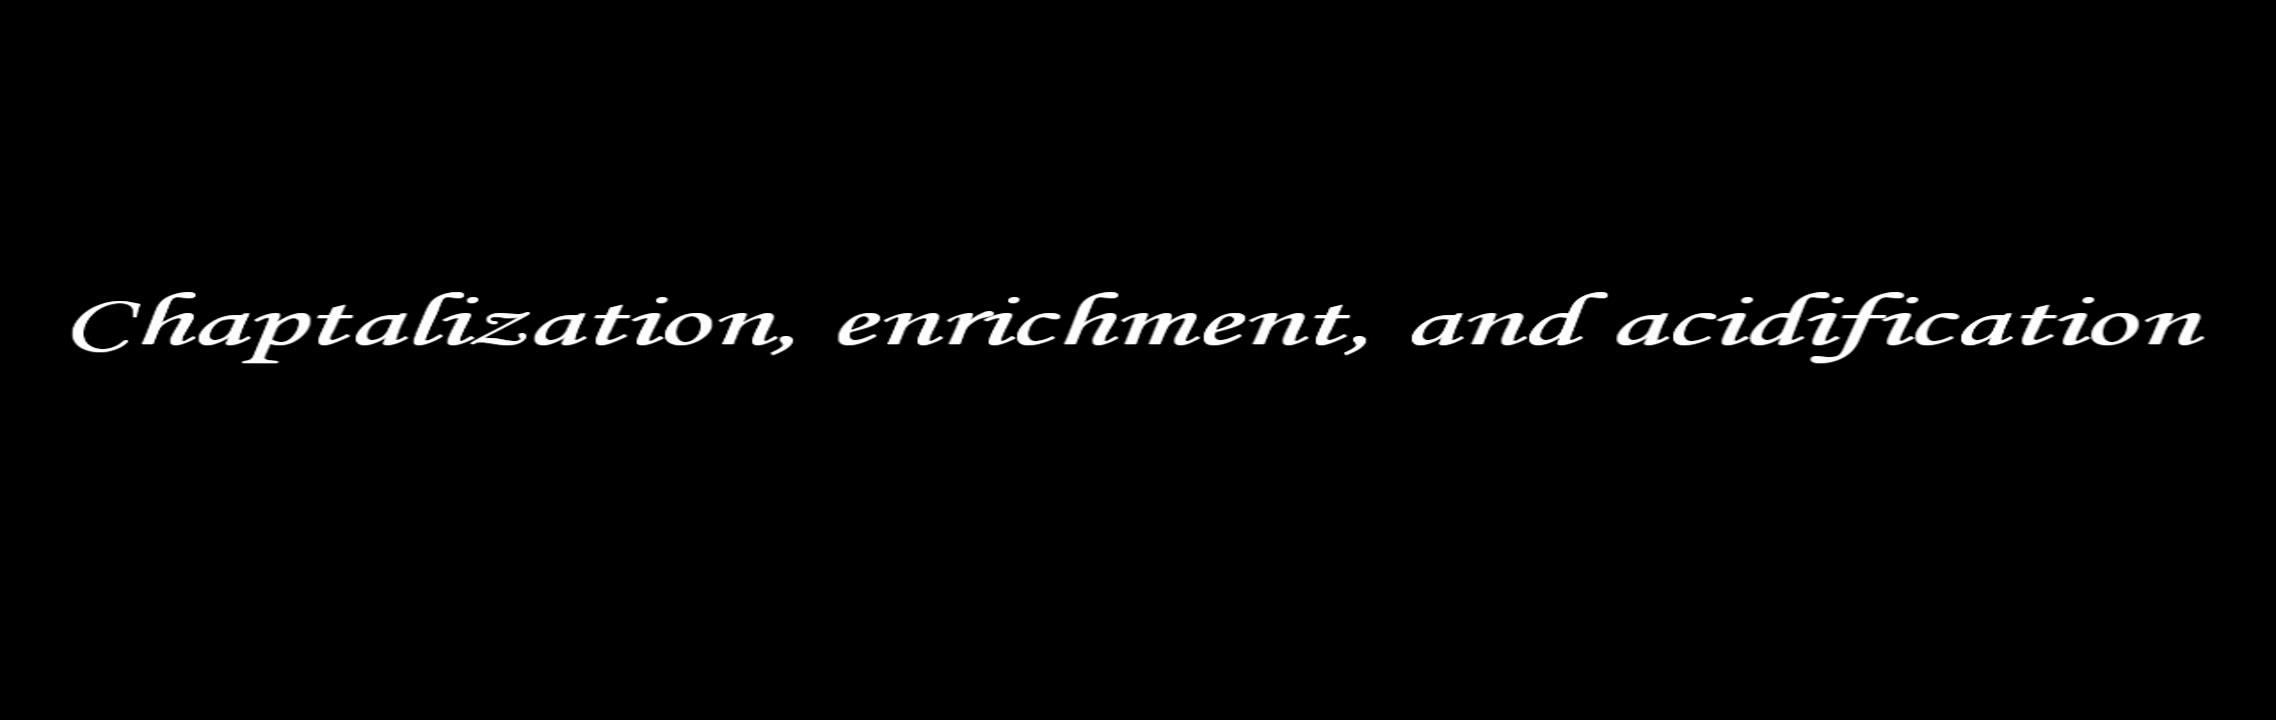 Chaptalization, enrichment, and acidification